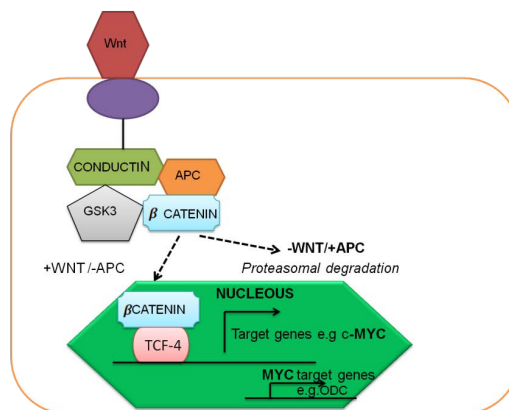 Wnt
CONDUCTIN
APC
GSK3
β CATENIN
-WNT/+APC
+WNT/-APC
Proteasomal degradation
NUCLEOUS
βCATENIN
Target genes e.g c-MYC
TCF-4
MYC target genes
e.g.ODC